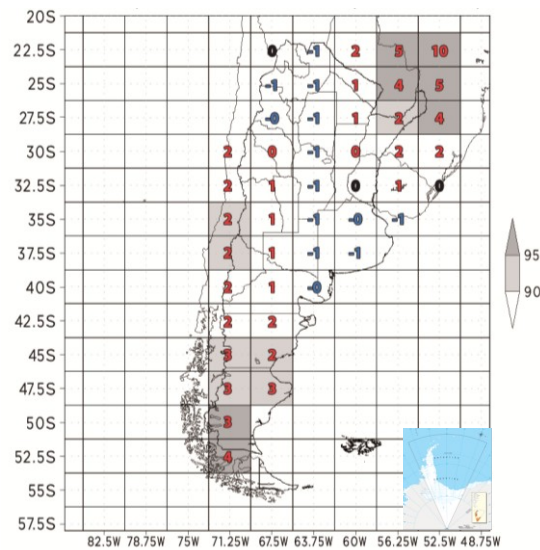 20S
22.5S 0 -1 2 5 10
25S -1 -1 1 4 5
27.5S -0 -1 1 2 4
30S 2 0 -1 0 2 2
32.5S 2 1 -1 0 1 0
35S 2 1 -1 -0 -1
37.5S 2 1 -1 -1
95
90
40S 2 1 -0
42.5S 2 2
45S 3 2
47.5S 3 3
50S 3
52.5S 4
55S
57.5S
82.5W 78.75W 75W 71.25W 67.5W 63.75W 60W 56.25W 52.5W 48.75W